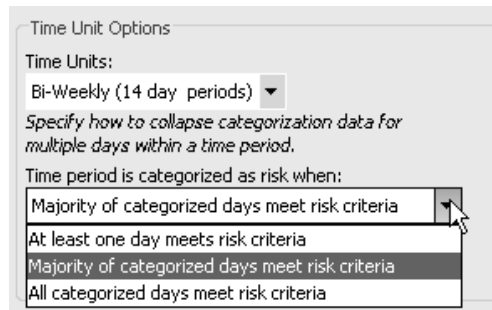 Time Unit Options
Time Units:
Bi-Weekly (14 day periods)
Specify how to collapse categorization data for
multiple days within a time period.
Time period is categorized as risk when:
Majority of categorized days meet risk criteria
At least one day meets risk criteria
Majority of categorized days meet risk criteria
All categorized days meet risk criteria